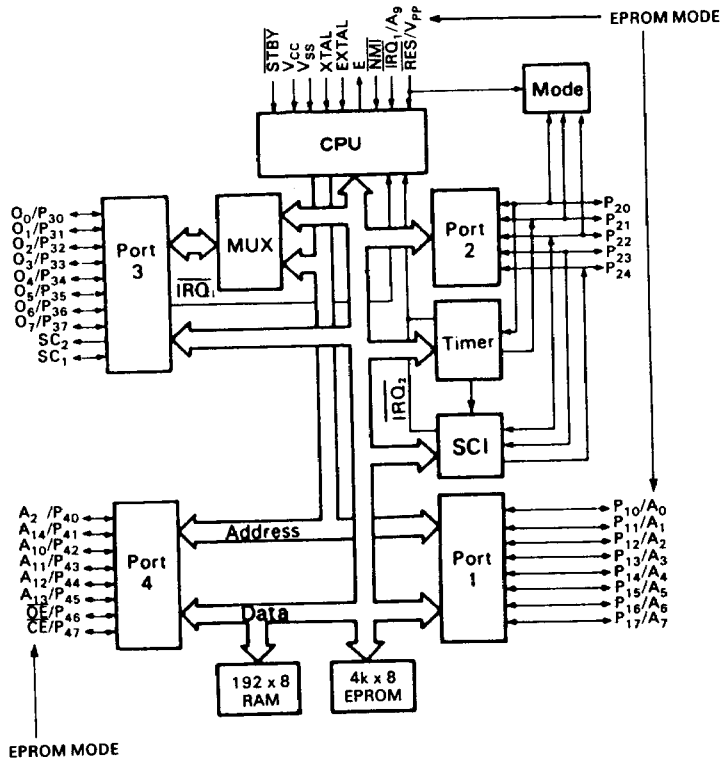 EPROM MODE
STBY
VCC
VSS
XTAL
EXTAL
E
NMI
IRQ1/A9
RES/VPP
Mode
CPU
O0/P30
O1/P31
O2/P32
O3/P33
O4/P34
O5/P35
O6/P36
O7/P37
SC2
SC1
Port
3
MUX
IRQ1
Port
2
P20
P21
P22
P23
P24
Timer
IRQ2
SCI
A2 /P40
A14/P41
A10/P42
A11/P43
A12/P44
A13/P45
OE/P46
CE/P47
Port
4
Address
Data
Port
1
P10/A0
P11/A1
P12/A2
P13/A3
P14/A4
P15/A5
P16/A6
P17/A7
192 x 8
RAM
4k x 8
EPROM
EPROM MODE